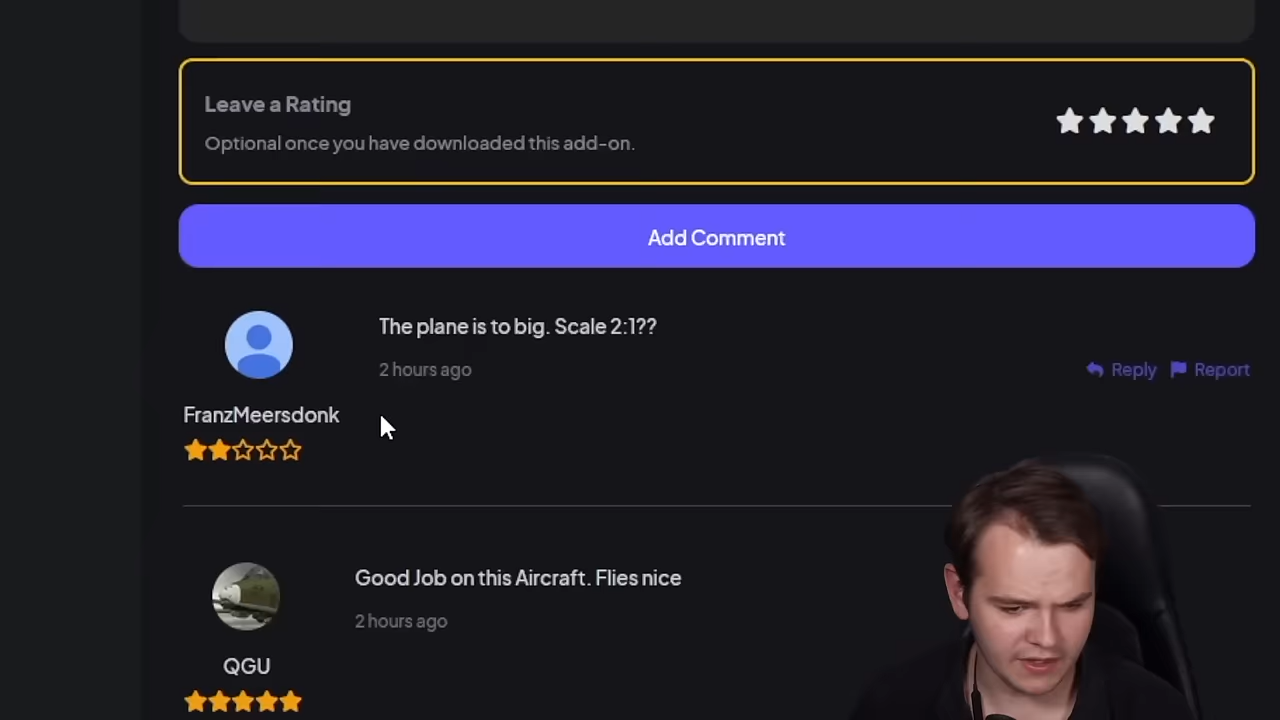 Leave a Rating
Optional once you have downloaded this add-on.
Add Comment
The plane is to big. Scale 2:1??
2 hours ago
Reply
Report
FranzMeersdonk
Good Job on this Aircraft. Flies nice
2 hours ago
QGU